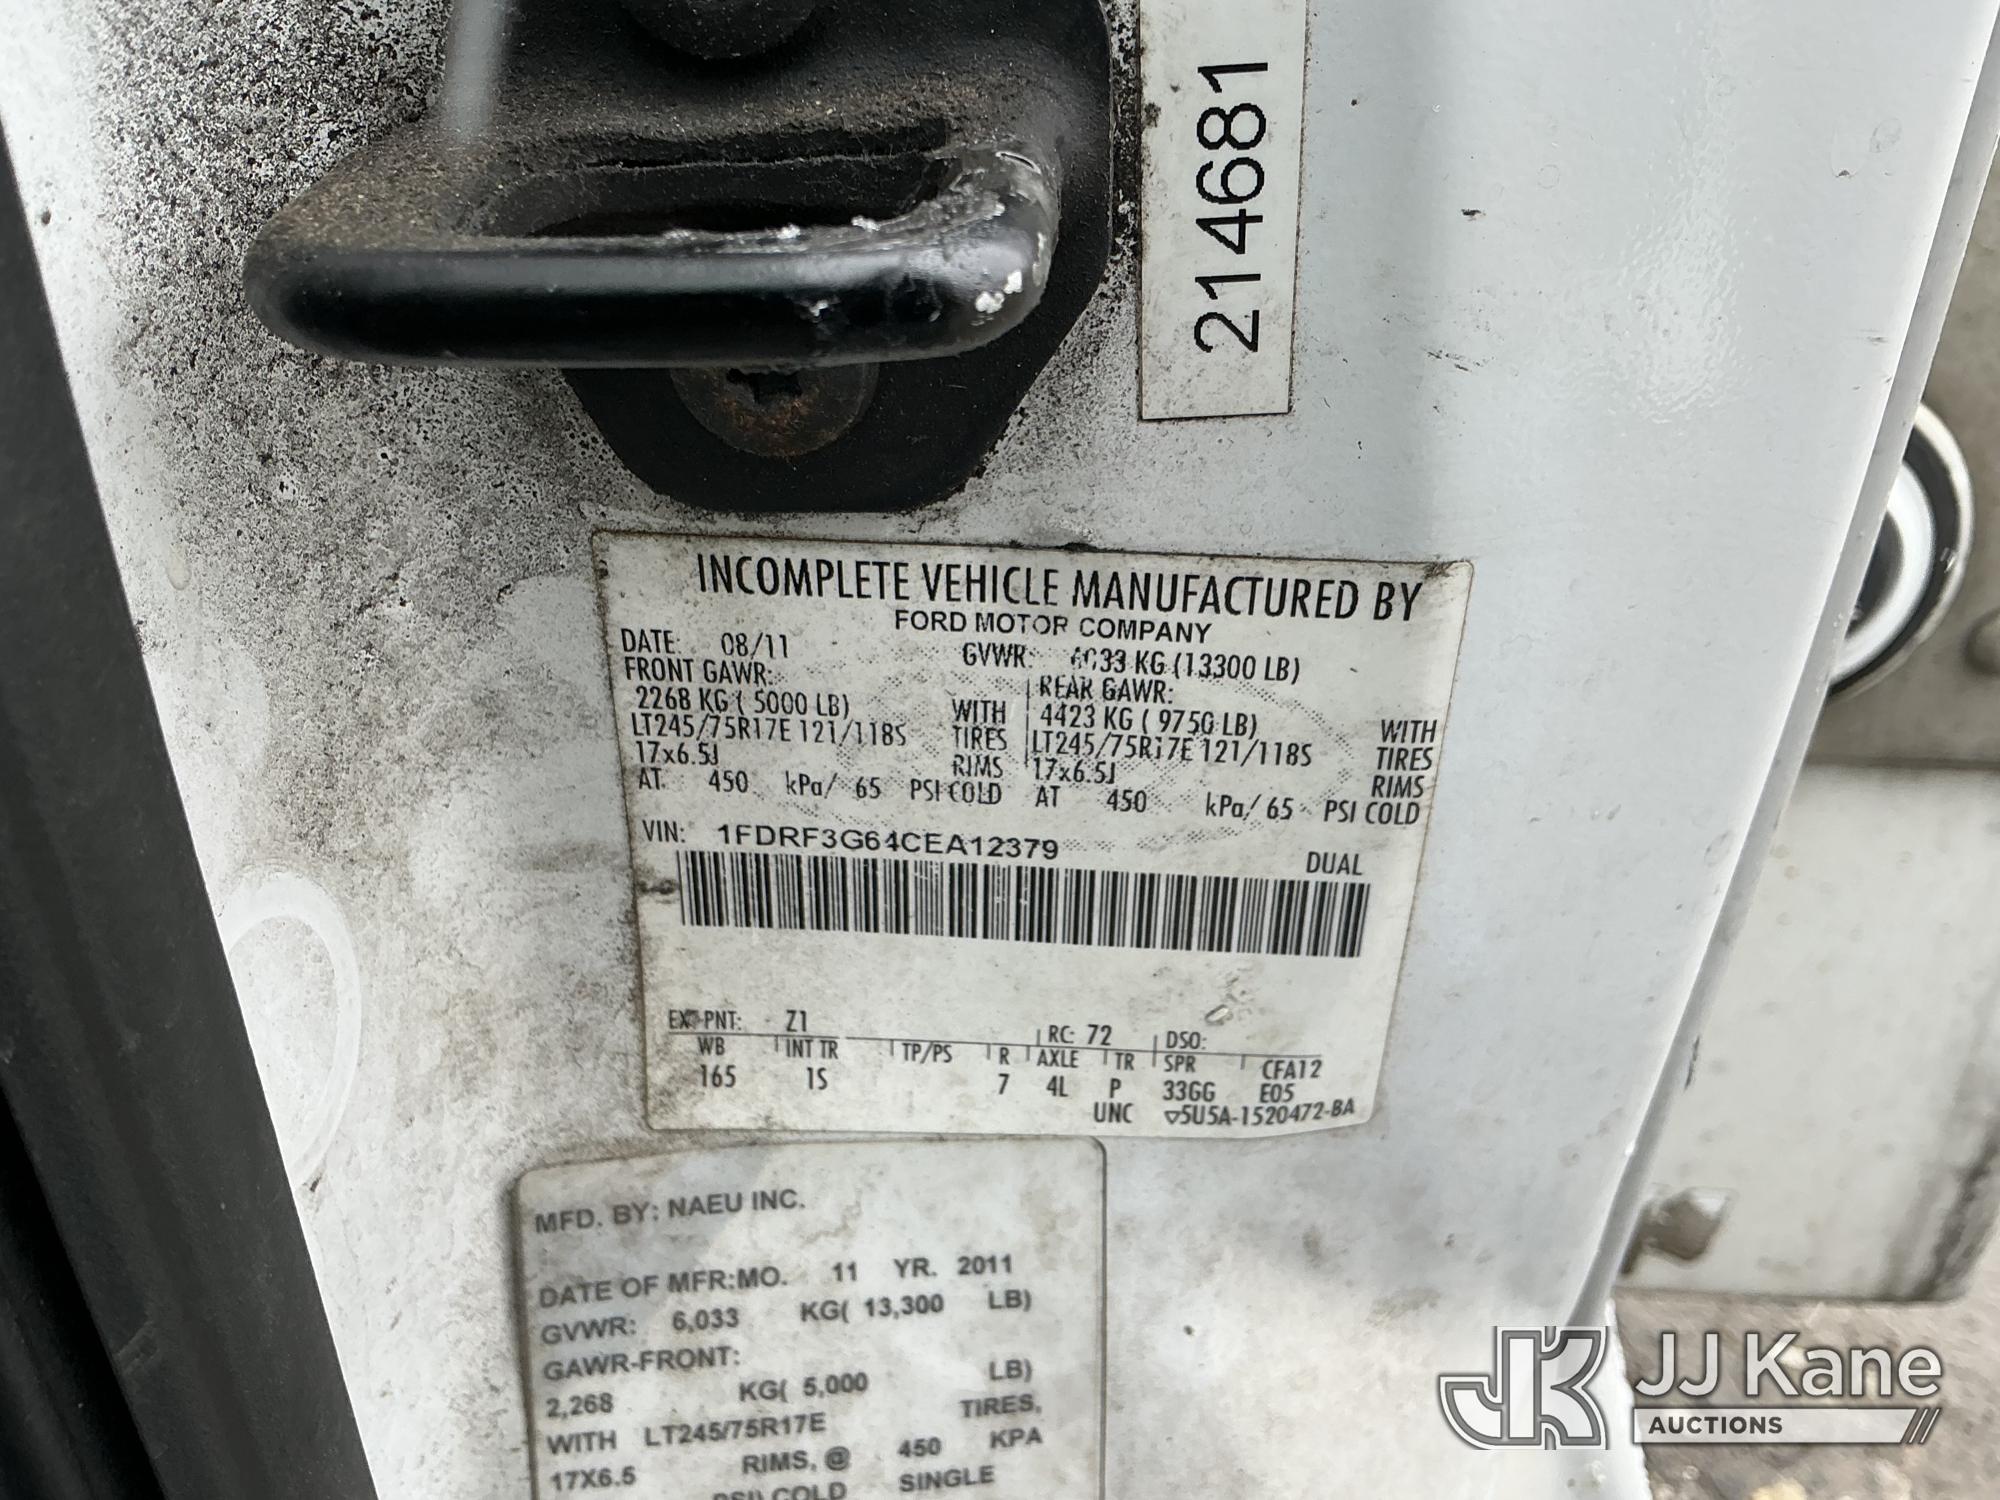 214681
INCOMPLETE VEHICLE MANUFACTURED BY
FORD MOTOR COMPANY
DATE: 08/11 GVWR: 6033 KG (13300 LB)
FRONT GAWR: REAR GAWR:
2268 KG ( 5000 LB) WITH 4423 KG ( 9750 LB) WITH
LT245/75R17E 121/118S TIRES LT245/75R17E 121/118S TIRES
17x6.5J RIMS 17x6.5J RIMS
AT 450 kPa/ 65 PSI COLD AT 450 kPa/ 65 PSI COLD
VIN: 1FDRF3G64CEA12379
DUAL
EXT PNT: Z1 RC: 72 DSO:
WB INT TR TP/PS R AXLE TR SPR CFA12
165 1S 7 4L P 33GG E05
UNC ▽5U5A-1520472-BA
MFD. BY: NAEU INC.
DATE OF MFR:MO. 11 YR. 2011
GVWR: 6,033 KG( 13,300 LB)
GAWR-FRONT:
2,268 KG( 5,000 LB)
WITH LT245/75R17E TIRES,
17X6.5 RIMS, @ 450 KPA
PSI) COLD SINGLE
JK JJ Kane
AUCTIONS